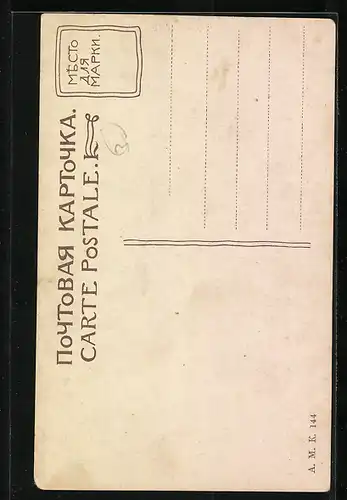 ПОЧТОВАЯ КАРТОЧКА.
CARTE POSTALE.
МѢСТО
ДЛЯ
МАРКИ.
А. М. К. 144